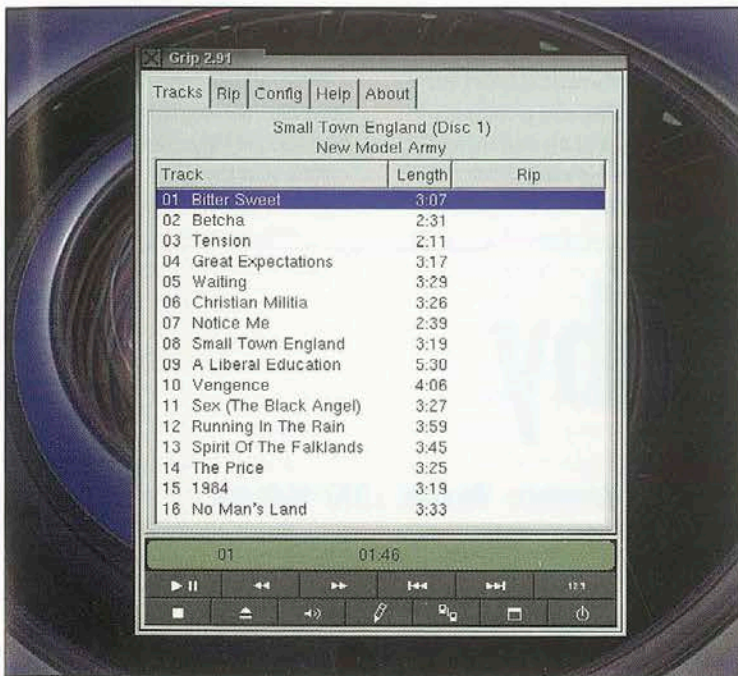 Grip 2.91
Tracks Rip Config Help About
Small Town England (Disc 1)
New Model Army
Track Length Rip
01 Bitter Sweet 3:07
02 Betcha 2:31
03 Tension 2:11
04 Great Expectations 3:17
05 Waiting 3:29
06 Christian Militia 3:26
07 Notice Me 2:39
08 Small Town England 3:19
09 A Liberal Education 5:30
10 Vengence 4:06
11 Sex (The Black Angel) 3:27
12 Running In The Rain 3:59
13 Spirit Of The Falklands 3:45
14 The Price 3:25
15 1984 3:19
16 No Man's Land 3:33
01 01:46